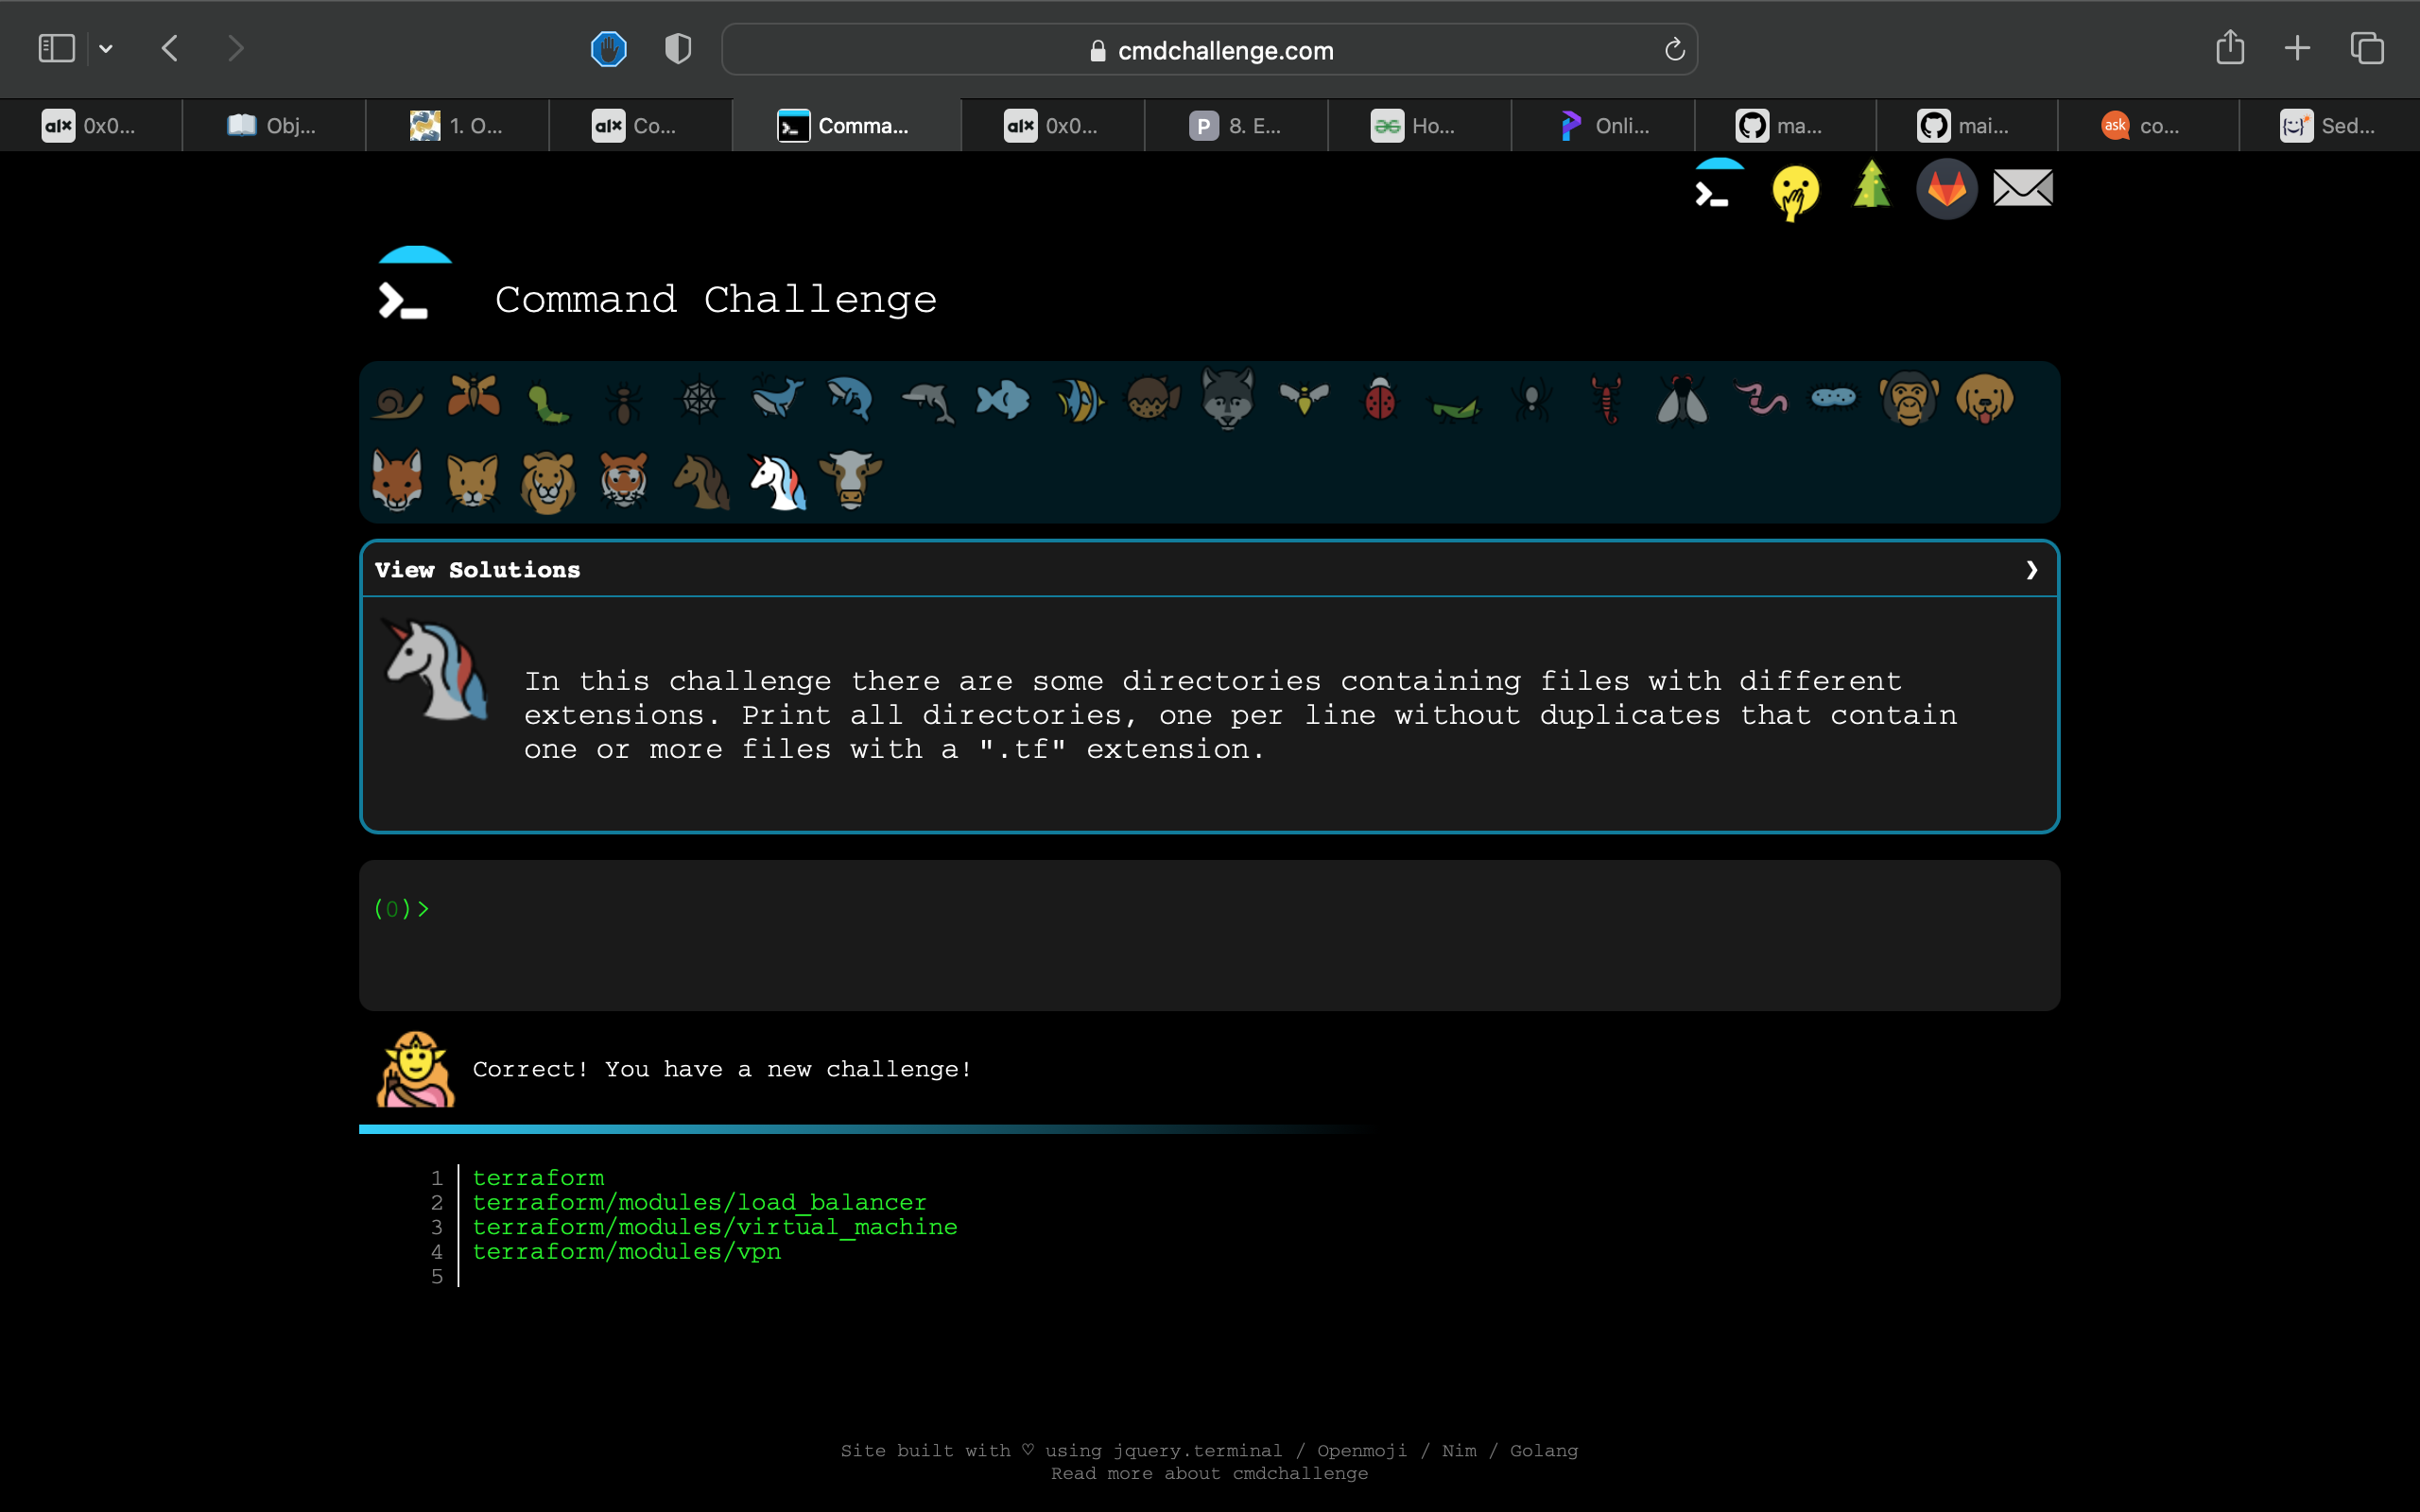 cmdchallenge.com
alx 0x0...
Obj...
1. O...
alx Co...
Comma...
alx 0x0...
P 8. E...
Ho...
Onli...
ma...
mai...
ask co...
Sed...
Command Challenge
View Solutions
In this challenge there are some directories containing files with different
extensions. Print all directories, one per line without duplicates that contain
one or more files with a ".tf" extension.
(0)>
Correct! You have a new challenge!
1 terraform
2 terraform/modules/load_balancer
3 terraform/modules/virtual_machine
4 terraform/modules/vpn
5
Site built with ♡ using jquery.terminal / Openmoji / Nim / Golang
Read more about cmdchallenge